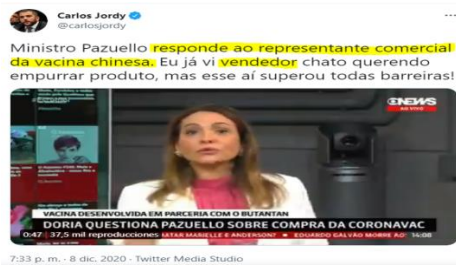 Carlos Jordy
@carlosjordy
Ministro Pazuello responde ao representante comercial
da vacina chinesa. Eu já vi vendedor chato querendo
empurrar produto, mas esse aí superou todas barreiras!
GNEWS
AO VIVO
VACINA DESENVOLVIDA EM PARCERIA COM O BUTANTAN
DORIA QUESTIONA PAZUELLO SOBRE COMPRA DA CORONAVAC
0:47 37,5 mil reproducciones MATAR MARIELLE E ANDERSON? EDUARDO GALVÃO MORRE AO 14:08
7:33 p. m. · 8 dic. 2020 · Twitter Media Studio